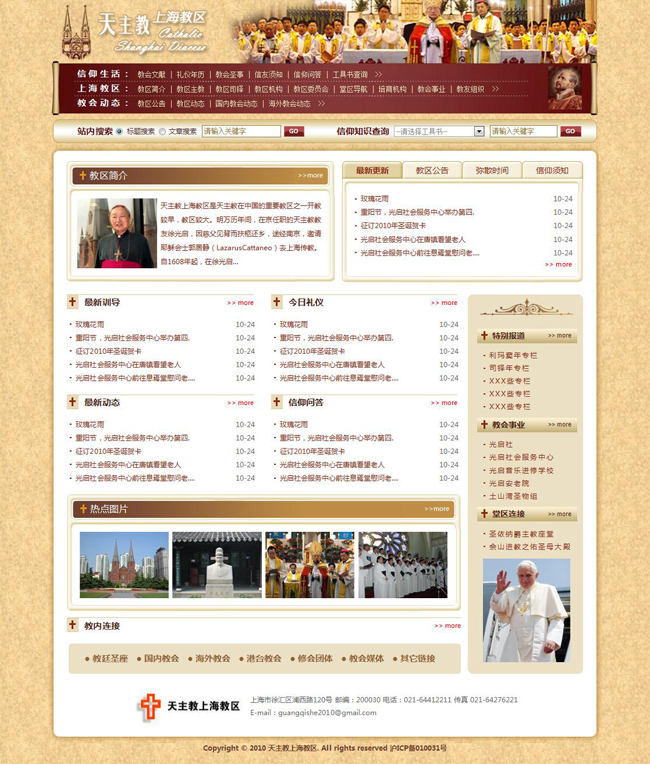 天主教 上海教区
Catholic
Shanghai Diocese
信仰生活： 教会文献 | 礼仪年历 | 教会圣事 | 信友须知 | 信仰问答 | 工具书查询 >>
上海教区： 教区简介 | 教区主教 | 教区司铎 | 教区机构 | 教区委员会 | 堂区导航 | 培育机构 | 教会事业 | 教友组织 >>
教会动态： 教区公告 | 教区动态 | 国内教会动态 | 海外教会动态 >>
站内搜索 标题搜索 文章搜索 请输入关键字 GO 信仰知识查询 --请选择工具书-- 请输入关键字 GO
教区简介 >>more
天主教上海教区是天主教在中国的重要教区之一开教
较早，教区较大。明万历年间，在京任职的天主教教
友徐光启，因慈父见背而扶柩还乡，途经南京，邀请
耶稣会士郭居静（LazarusCattaneo）去上海传教。
自1608年起，在徐光启...
最新更新 教区公告 弥散时间 信仰须知
玫瑰花雨 10-24
重阳节，光启社会服务中心举办第四. 10-24
征订2010年圣诞贺卡 10-24
光启社会服务中心在唐镇看望老人 10-24
光启社会服务中心前往息焉堂慰问老.... 10-24
>> more
最新训导 >> more
玫瑰花雨 10-24
重阳节，光启社会服务中心举办第四. 10-24
征订2010年圣诞贺卡 10-24
光启社会服务中心在唐镇看望老人 10-24
光启社会服务中心前往息焉堂慰问老.... 10-24
今日礼仪 >> more
玫瑰花雨 10-24
重阳节，光启社会服务中心举办第四. 10-24
征订2010年圣诞贺卡 10-24
光启社会服务中心在唐镇看望老人 10-24
光启社会服务中心前往息焉堂慰问老.... 10-24
最新动态 >> more
玫瑰花雨 10-24
重阳节，光启社会服务中心举办第四. 10-24
征订2010年圣诞贺卡 10-24
光启社会服务中心在唐镇看望老人 10-24
光启社会服务中心前往息焉堂慰问老.... 10-24
信仰问答 >> more
玫瑰花雨 10-24
重阳节，光启社会服务中心举办第四. 10-24
征订2010年圣诞贺卡 10-24
光启社会服务中心在唐镇看望老人 10-24
光启社会服务中心前往息焉堂慰问老.... 10-24
特别报道 >> more
利玛窦年专栏
司铎年专栏
XXX些专栏
XXX些专栏
XXX些专栏
教会事业 >> more
光启社
光启社会服务中心
光启音乐进修学校
光启安老院
土山湾圣物组
堂区连接 >> more
圣依纳爵主教座堂
佘山进教之佑圣母大殿
热点图片 >>more
教内连接 >> more
教廷圣座 国内教会 海外教会 港台教会 修会团体 教会媒体 其它链接
天主教上海教区
上海市徐汇区浦西路120号 邮编：200030 电话：021-64412211 传真 021-64276221
E-mail：guangqishe2010@gmail.com
Copyright © 2010 天主教上海教区. All rights reserved 沪ICP备010031号